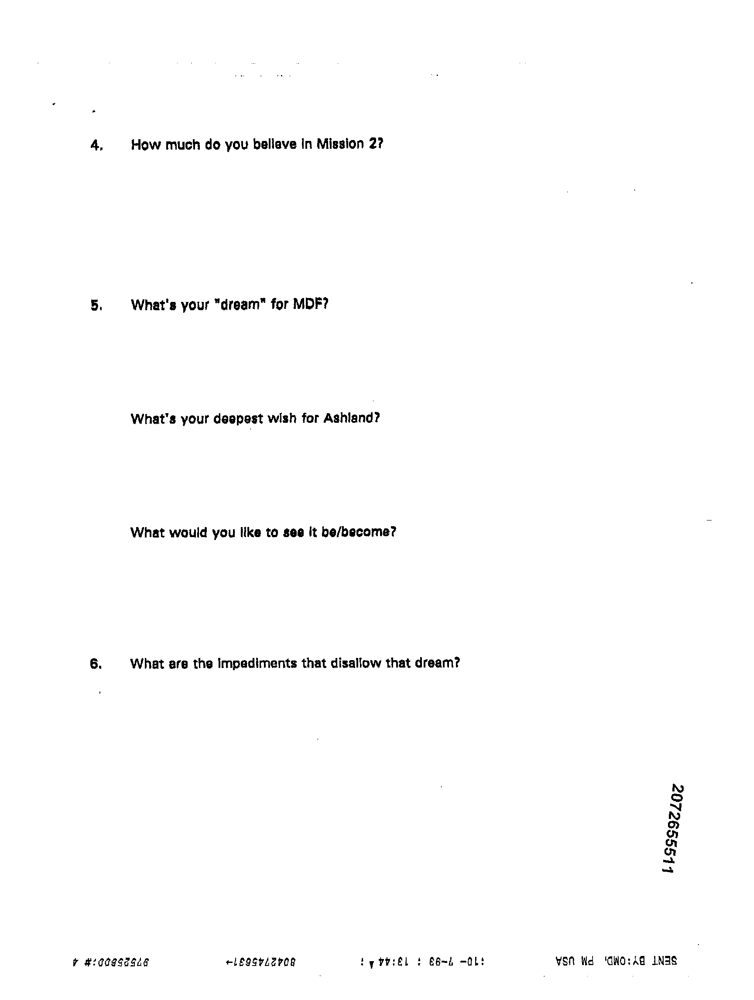 4. How much do you believe in Mission 2?
5. What's your "dream" for MDF?
What's your deepest wish for Ashland?
What would you like to see it be/become?
6. What are the impediments that disallow that dream?
2072655511
SENT BY:OMD, PM USA :10- 7-93 : 13:44 : 8042745631→ 97525800:# 4